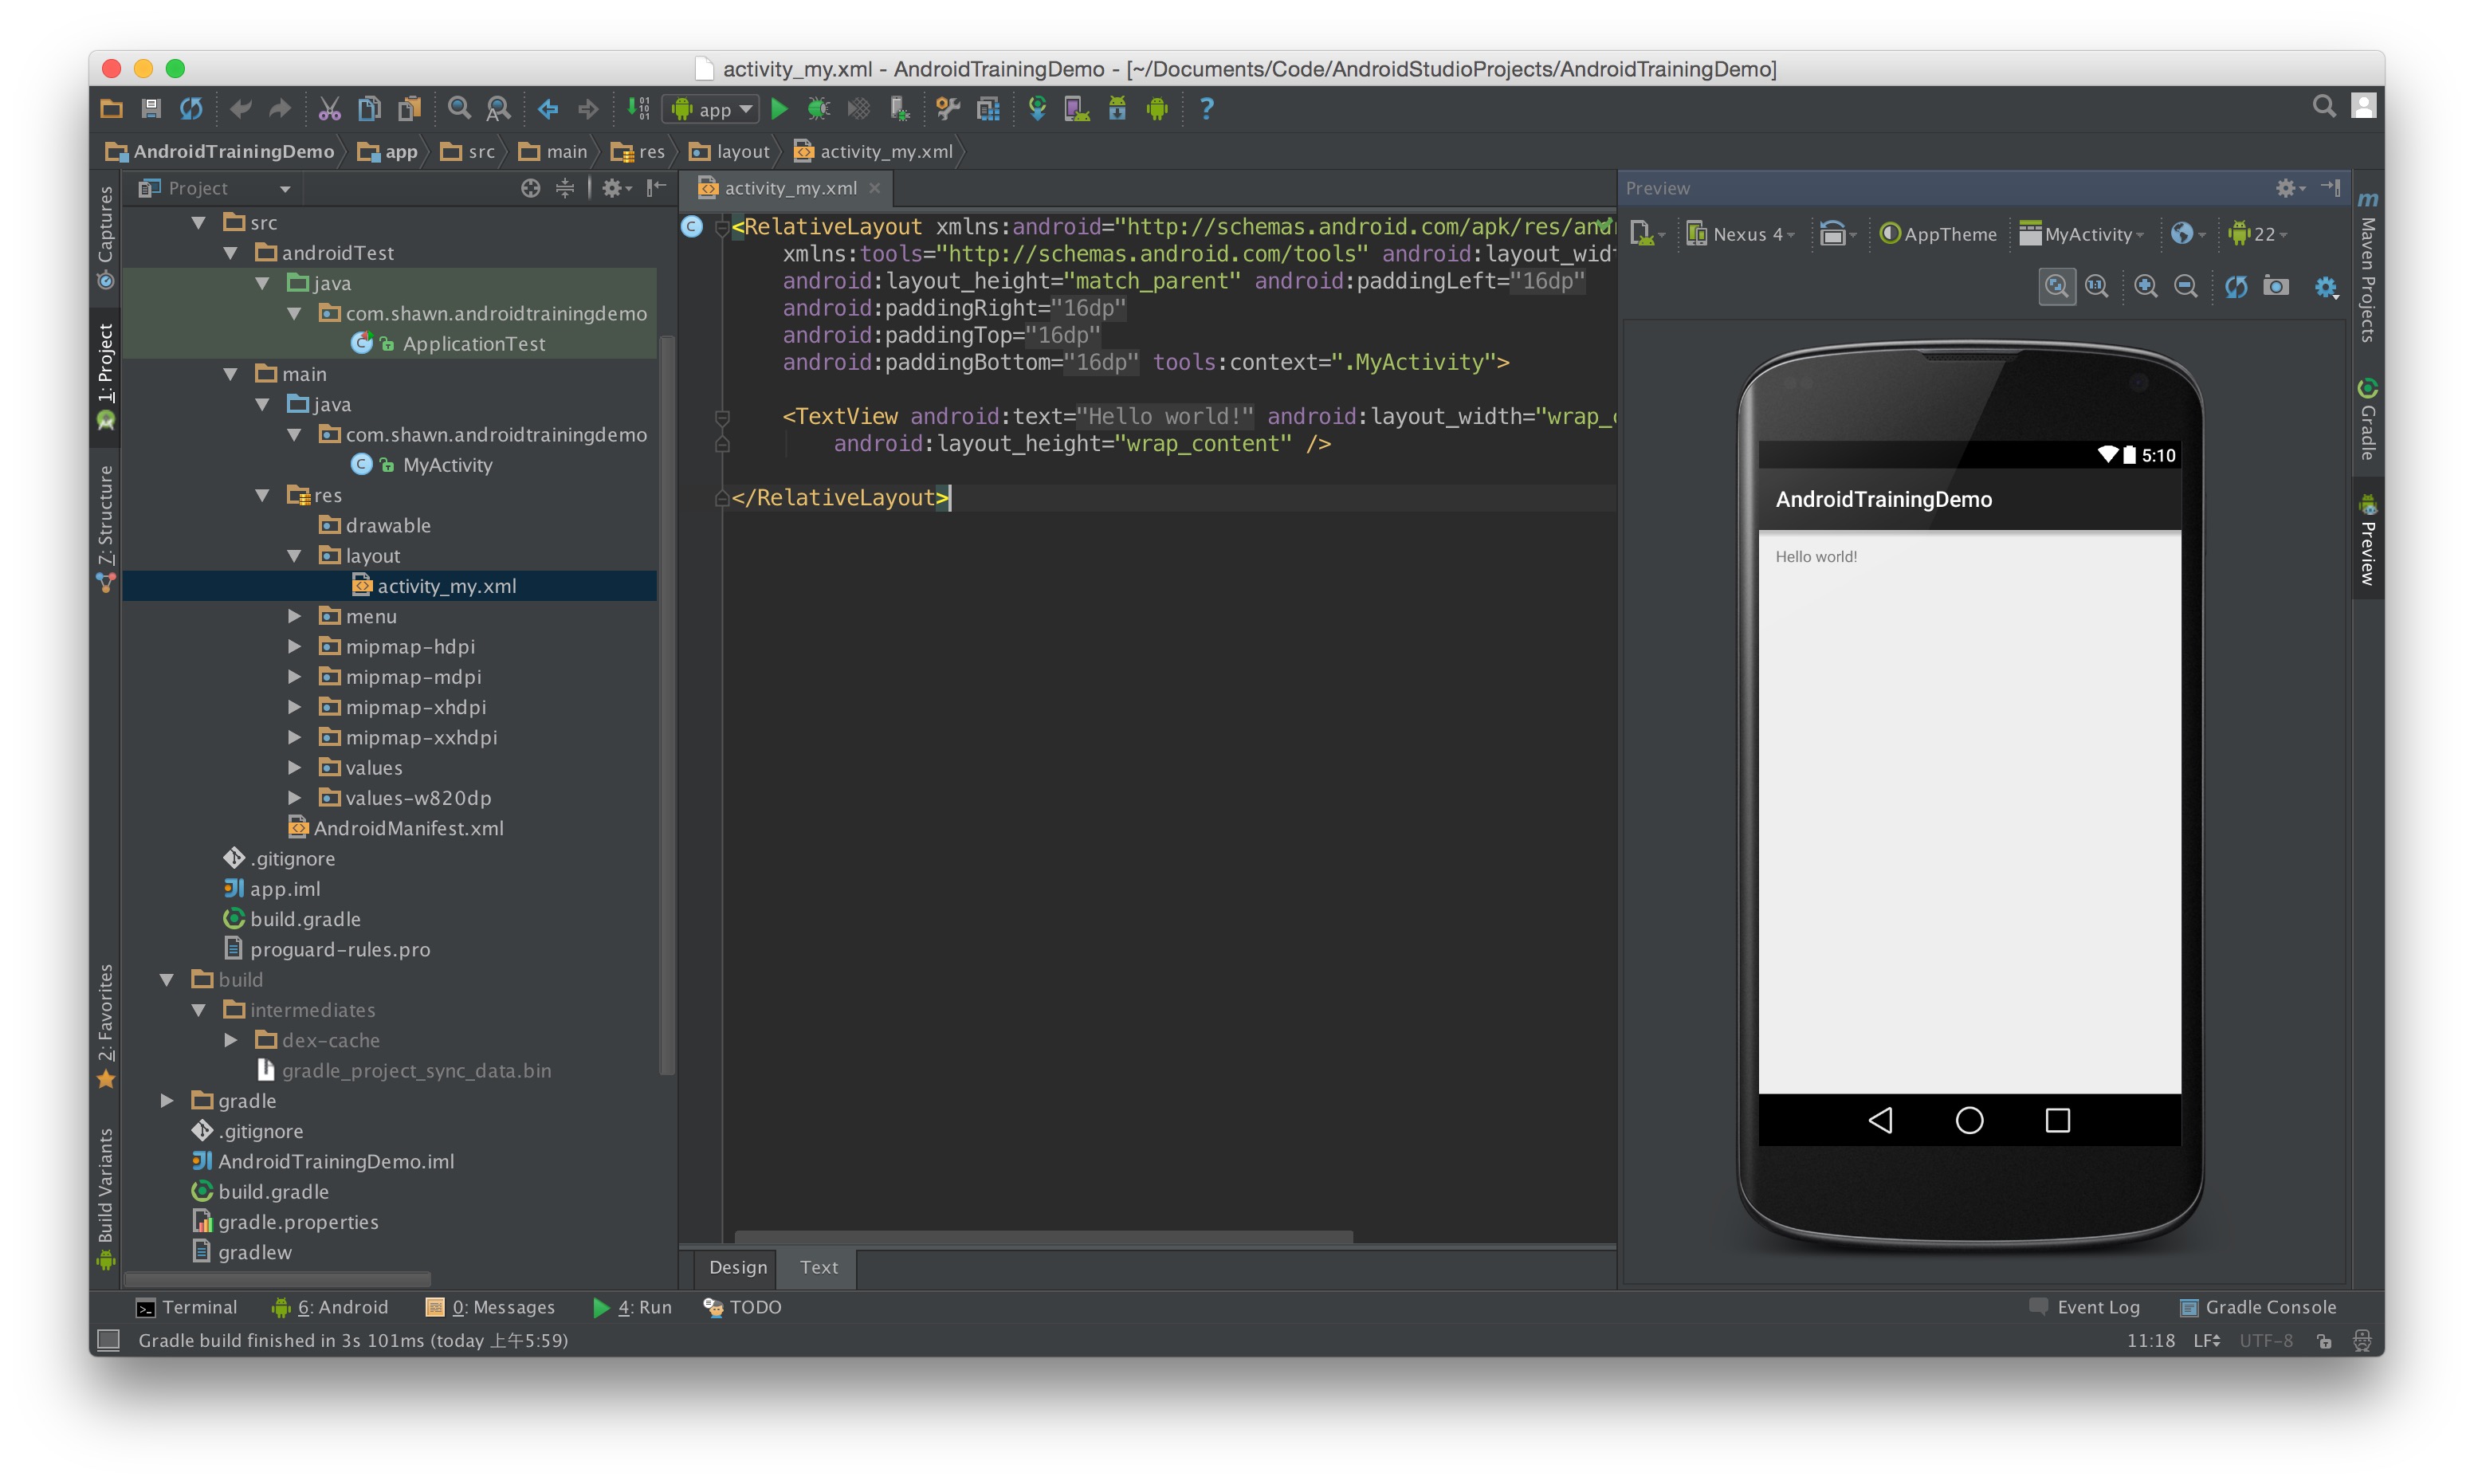 activity_my.xml - AndroidTrainingDemo - [~/Documents/Code/AndroidStudioProjects/AndroidTrainingDemo]
app
?
AndroidTrainingDemo app src main res layout activity_my.xml
Captures
1: Project
7: Structure
2: Favorites
Build Variants
Project
src
androidTest
java
com.shawn.androidtrainingdemo
ApplicationTest
main
java
com.shawn.androidtrainingdemo
MyActivity
res
drawable
layout
activity_my.xml
menu
mipmap-hdpi
mipmap-mdpi
mipmap-xhdpi
mipmap-xxhdpi
values
values-w820dp
AndroidManifest.xml
.gitignore
app.iml
build.gradle
proguard-rules.pro
build
intermediates
dex-cache
gradle_project_sync_data.bin
gradle
.gitignore
AndroidTrainingDemo.iml
build.gradle
gradle.properties
gradlew
activity_my.xml
<RelativeLayout xmlns:android="http://schemas.android.com/apk/res/andr
xmlns:tools="http://schemas.android.com/tools" android:layout_widt
android:layout_height="match_parent" android:paddingLeft="16dp"
android:paddingRight="16dp"
android:paddingTop="16dp"
android:paddingBottom="16dp" tools:context=".MyActivity">
<TextView android:text="Hello world!" android:layout_width="wrap_c
android:layout_height="wrap_content" />
</RelativeLayout>
Design Text
Preview
Nexus 4 AppTheme MyActivity 22
1:1
5:10
AndroidTrainingDemo
Hello world!
Maven Projects
Gradle
Preview
Terminal 6: Android 0: Messages 4: Run TODO Event Log Gradle Console
Gradle build finished in 3s 101ms (today 上午5:59) 11:18 LF UTF-8